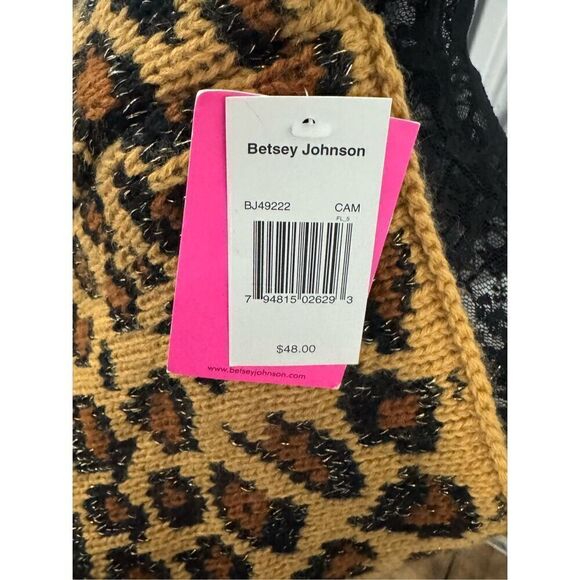 Betsey Johnson
BJ49222 CAM
FL_5
7 94815 02629 3
$48.00
www.betseyjohnson.com